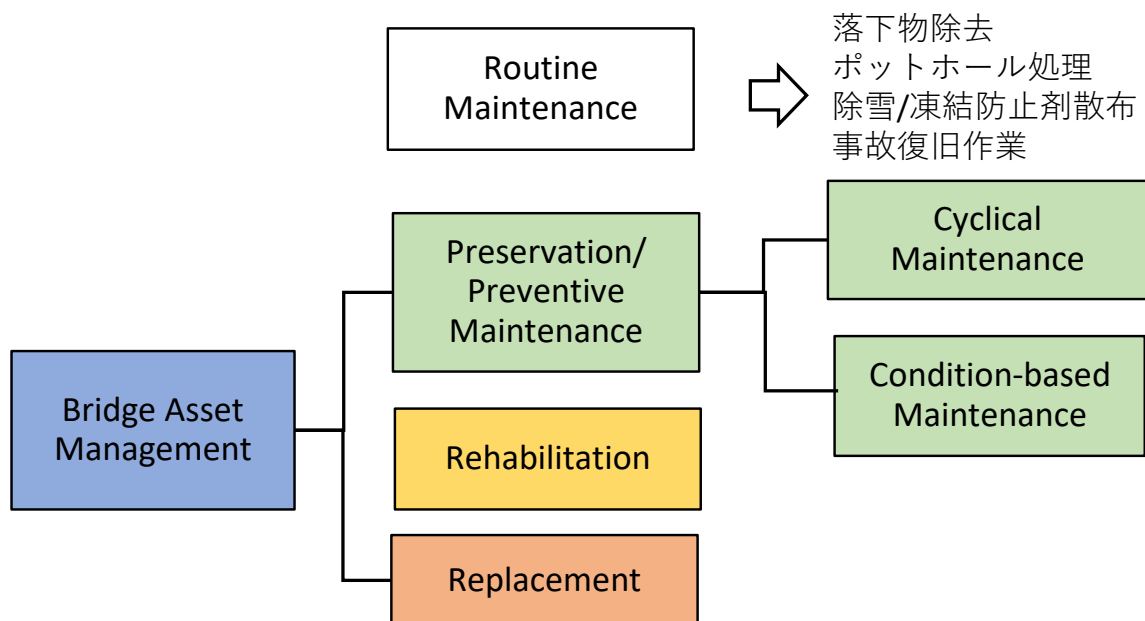 Routine
Maintenance
落下物除去
ポットホール処理
除雪/凍結防止剤散布
事故復旧作業
Preservation/
Preventive
Maintenance
Cyclical
Maintenance
Condition-based
Maintenance
Bridge Asset
Management
Rehabilitation
Replacement